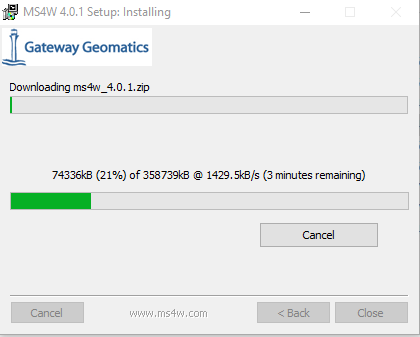 MS4W 4.0.1 Setup: Installing
Gateway Geomatics
Downloading ms4w_4.0.1.zip
74336kB (21%) of 358739kB @ 1429.5kB/s (3 minutes remaining)
Cancel
Cancel www.ms4w.com < Back Close